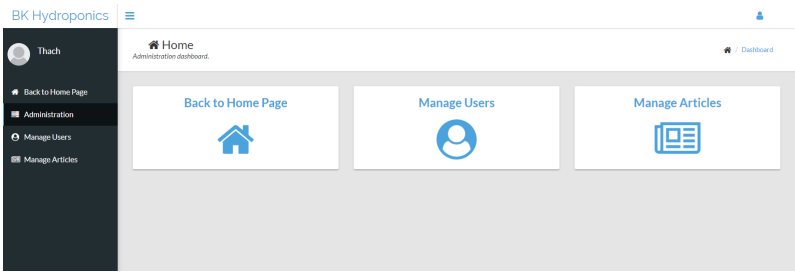 BK Hydroponics
Thach
Back to Home Page
Administration
Manage Users
Manage Articles
Home
Administration dashboard.
/ Dashboard
Back to Home Page
Manage Users
Manage Articles